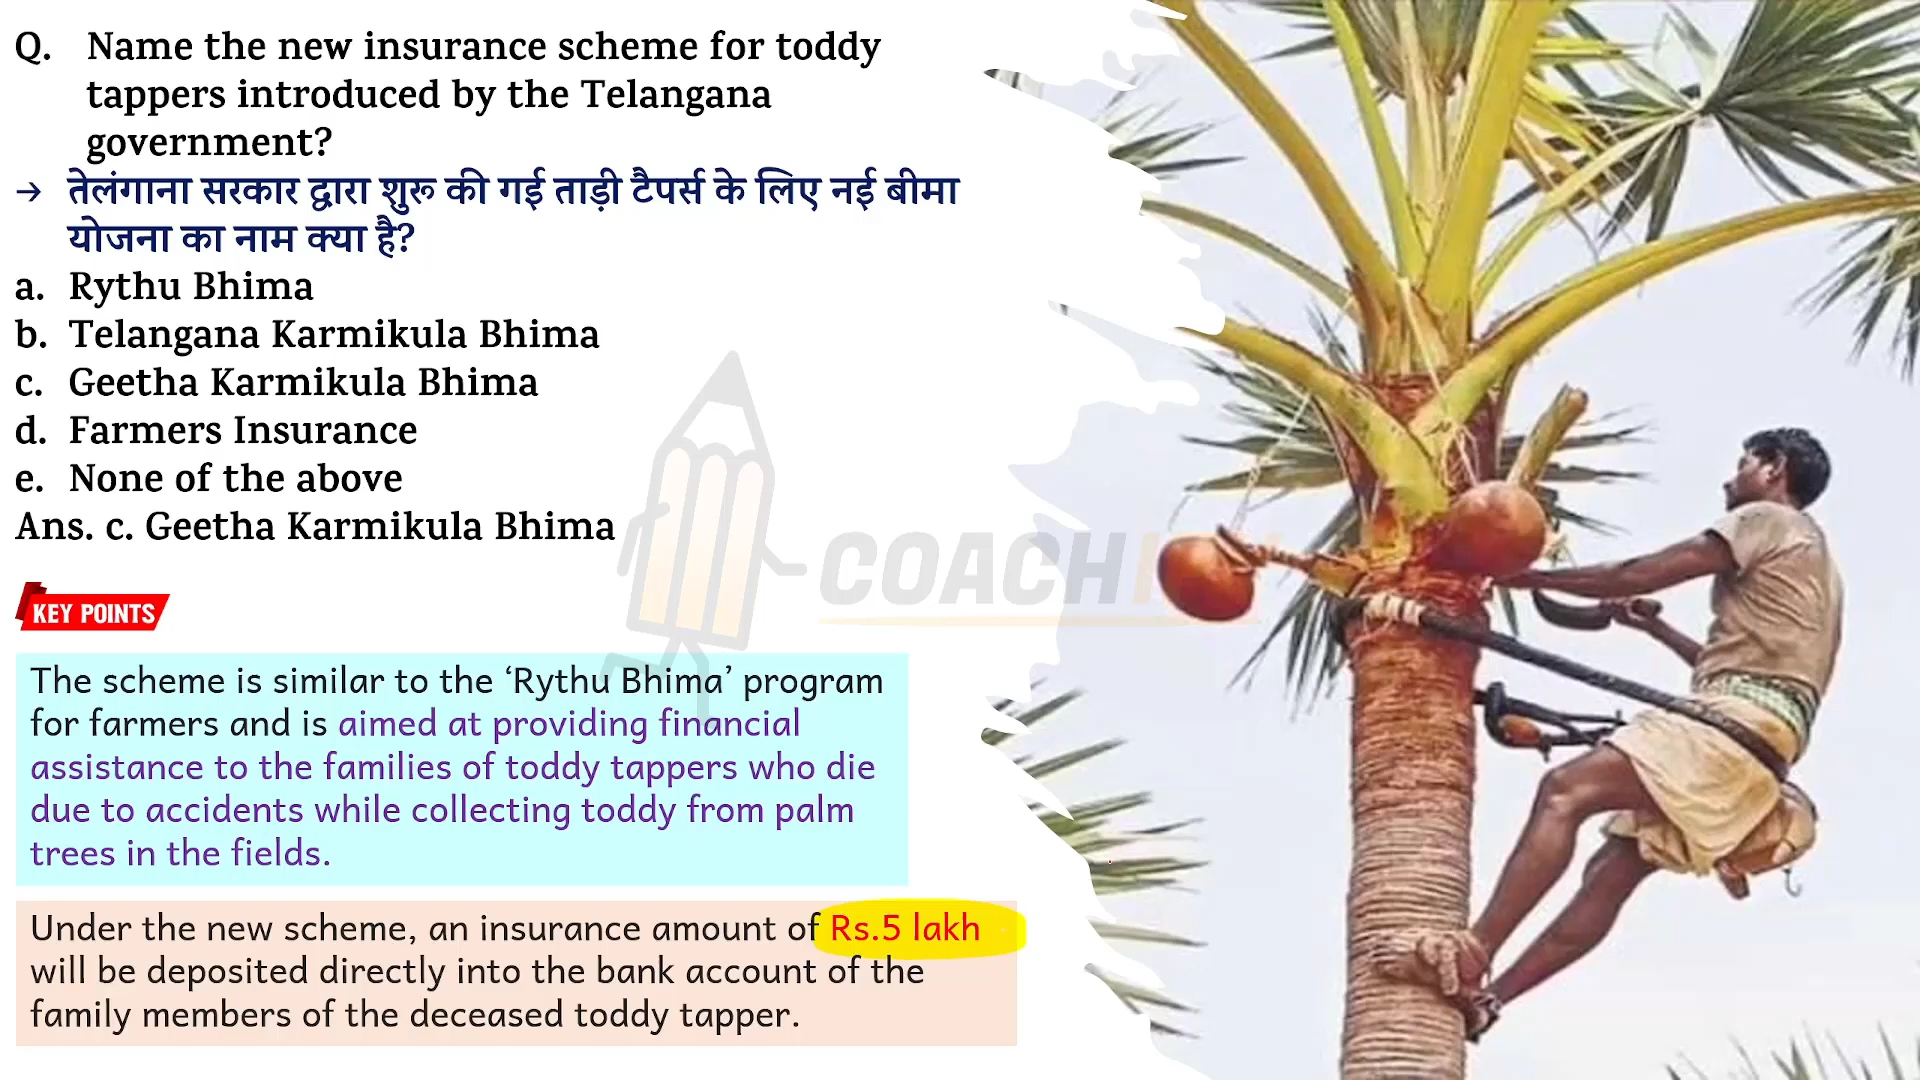 Q. Name the new insurance scheme for toddy
tappers introduced by the Telangana
government?
→ तेलंगाना सरकार द्वारा शुरू की गई ताड़ी टैपर्स के लिए नई बीमा
योजना का नाम क्या है?
a. Rythu Bhima
b. Telangana Karmikula Bhima
c. Geetha Karmikula Bhima
d. Farmers Insurance
e. None of the above
Ans. c. Geetha Karmikula Bhima
COACH
KEY POINTS
The scheme is similar to the ‘Rythu Bhima’ program
for farmers and is aimed at providing financial
assistance to the families of toddy tappers who die
due to accidents while collecting toddy from palm
trees in the fields.
Under the new scheme, an insurance amount of Rs.5 lakh
will be deposited directly into the bank account of the
family members of the deceased toddy tapper.